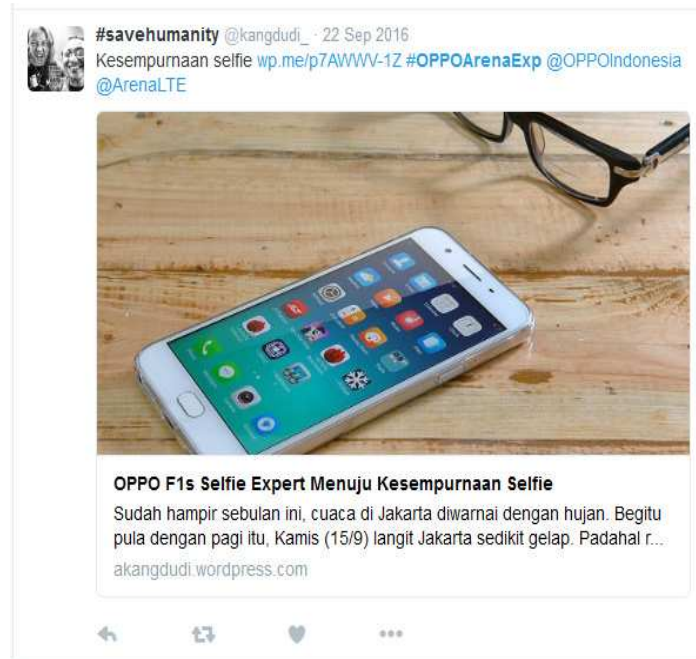 #savehumanity @kangdudi_ · 22 Sep 2016
Kesempurnaan selfie wp.me/p7AWWV-1Z #OPPOArenaExp @OPPOIndonesia
@ArenaLTE
OPPO F1s Selfie Expert Menuju Kesempurnaan Selfie
Sudah hampir sebulan ini, cuaca di Jakarta diwarnai dengan hujan. Begitu
pula dengan pagi itu, Kamis (15/9) langit Jakarta sedikit gelap. Padahal r...
akangdudi.wordpress.com